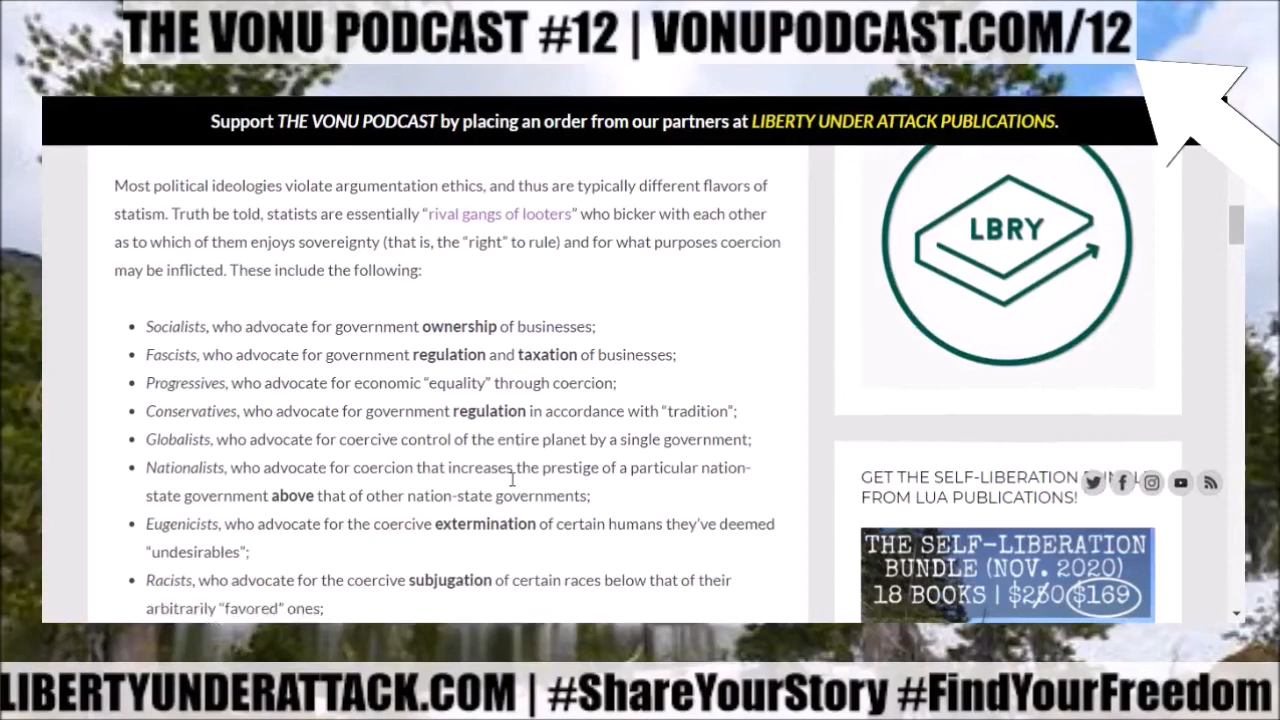 THE VONU PODCAST #12 | VONUPODCAST.COM/12
Support THE VONU PODCAST by placing an order from our partners at LIBERTY UNDER ATTACK PUBLICATIONS.
Most political ideologies violate argumentation ethics, and thus are typically different flavors of
statism. Truth be told, statists are essentially “rival gangs of looters” who bicker with each other
as to which of them enjoys sovereignty (that is, the “right” to rule) and for what purposes coercion
may be inflicted. These include the following:
• Socialists, who advocate for government ownership of businesses;
• Fascists, who advocate for government regulation and taxation of businesses;
• Progressives, who advocate for economic “equality” through coercion;
• Conservatives, who advocate for government regulation in accordance with “tradition”;
• Globalists, who advocate for coercive control of the entire planet by a single government;
• Nationalists, who advocate for coercion that increases the prestige of a particular nation-
state government above that of other nation-state governments;
• Eugenicists, who advocate for the coercive extermination of certain humans they’ve deemed
“undesirables”;
• Racists, who advocate for the coercive subjugation of certain races below that of their
arbitrarily “favored” ones;
LBRY
GET THE SELF-LIBERATION
FROM LUA PUBLICATIONS!
THE SELF-LIBERATION
BUNDLE (NOV. 2020)
18 BOOKS | $250 $169
LIBERTYUNDERATTACK.COM | #ShareYourStory #FindYourFreedom